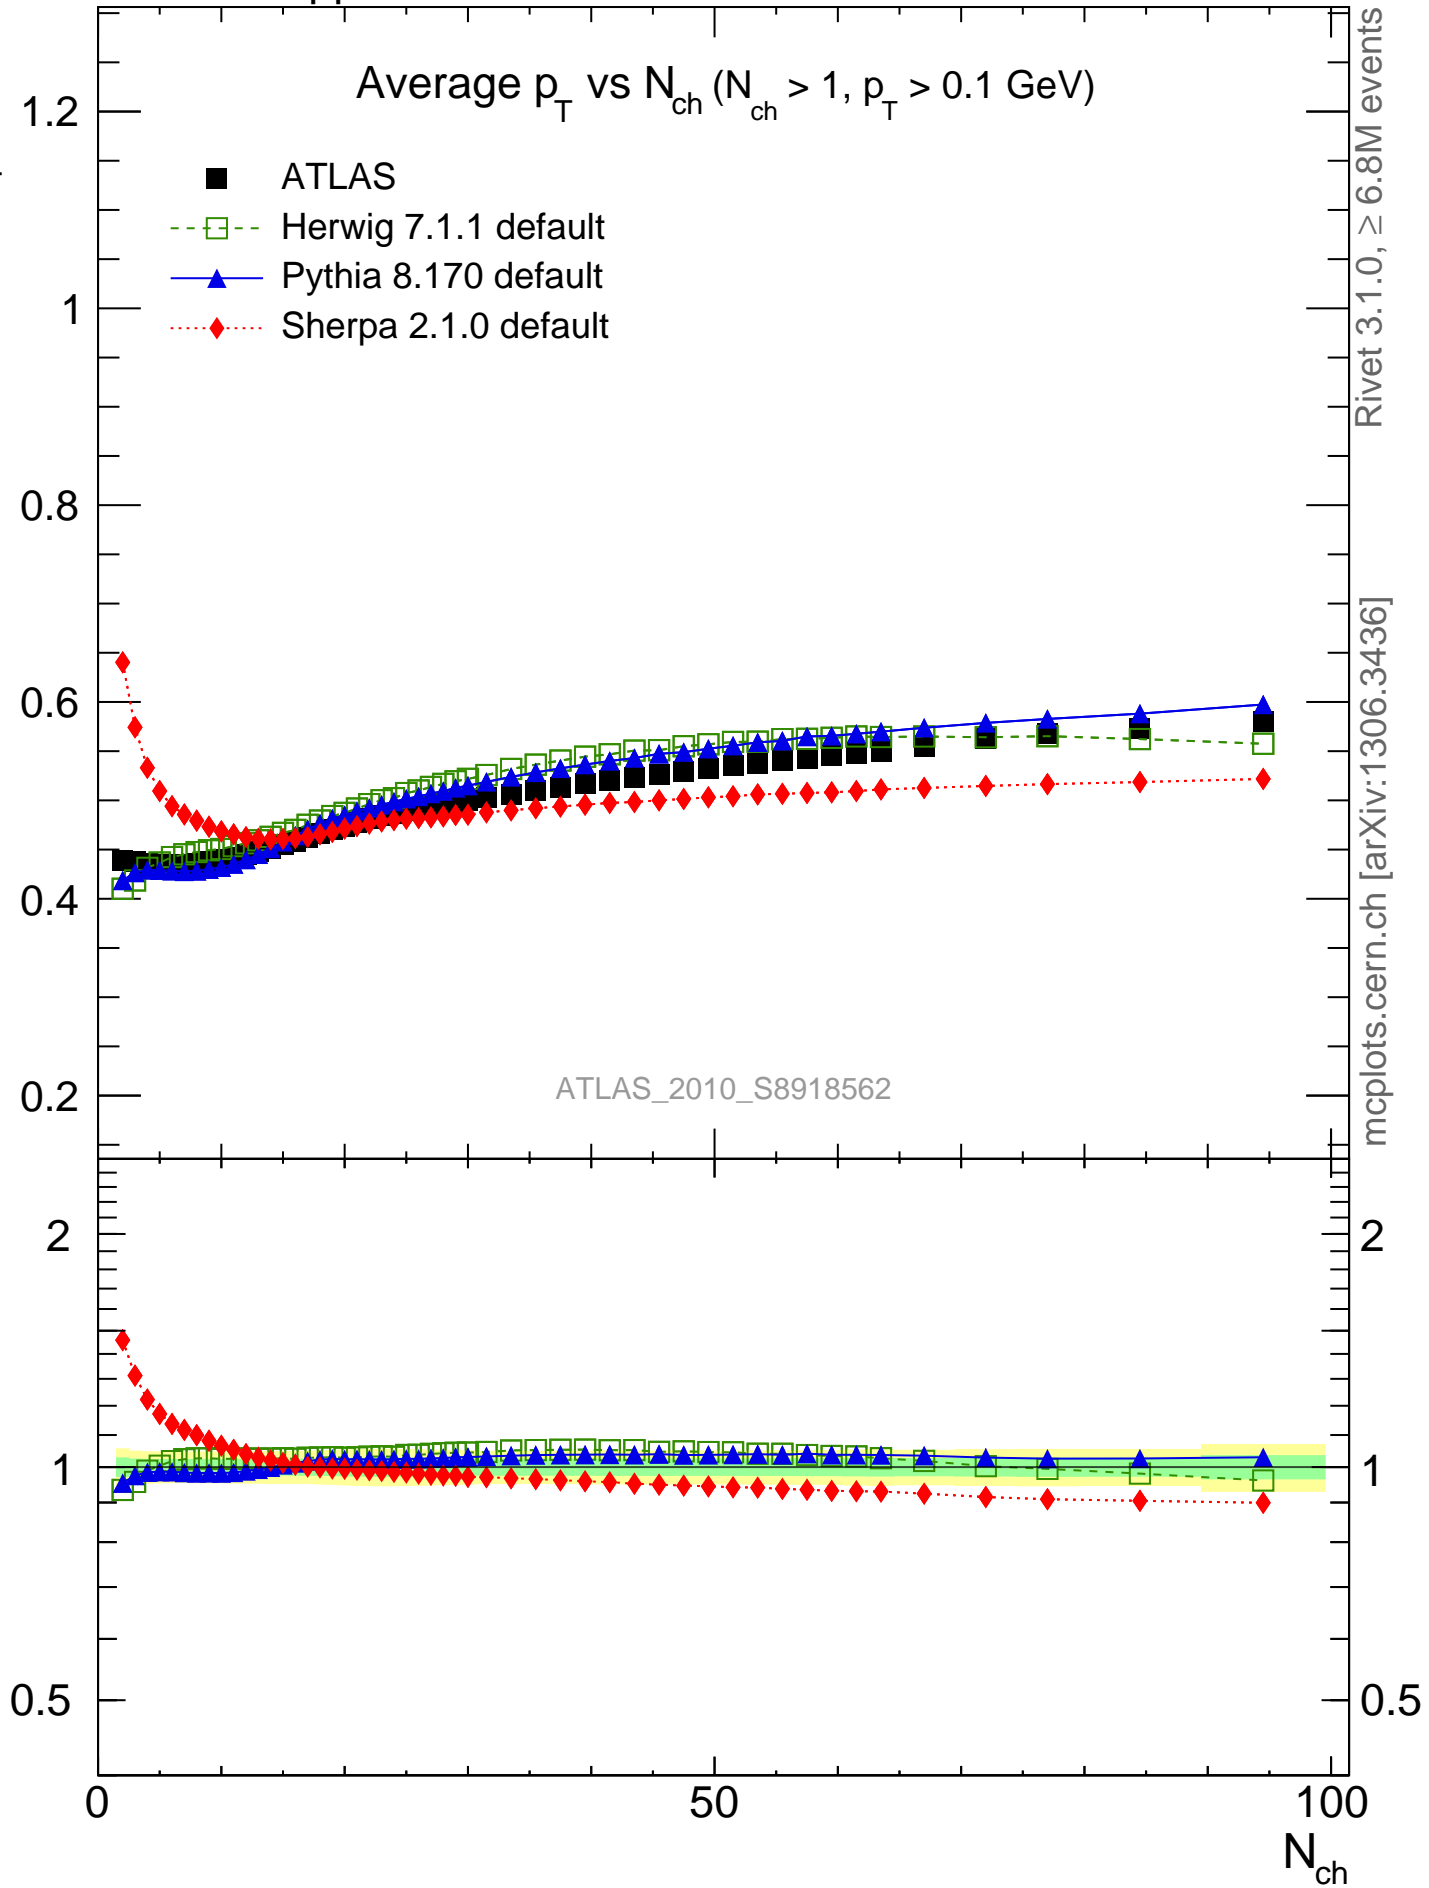 pp
Average p_T vs N_ch (N_ch > 1, p_T > 0.1 GeV)
ATLAS
Herwig 7.1.1 default
Pythia 8.170 default
Sherpa 2.1.0 default
1.2
1
0.8
0.6
0.4
0.2
ATLAS_2010_S8918562
Rivet 3.1.0, ≥ 6.8M events
mcplots.cern.ch [arXiv:1306.3436]
2
1
0.5
2
1
0.5
0
50
100
N_ch